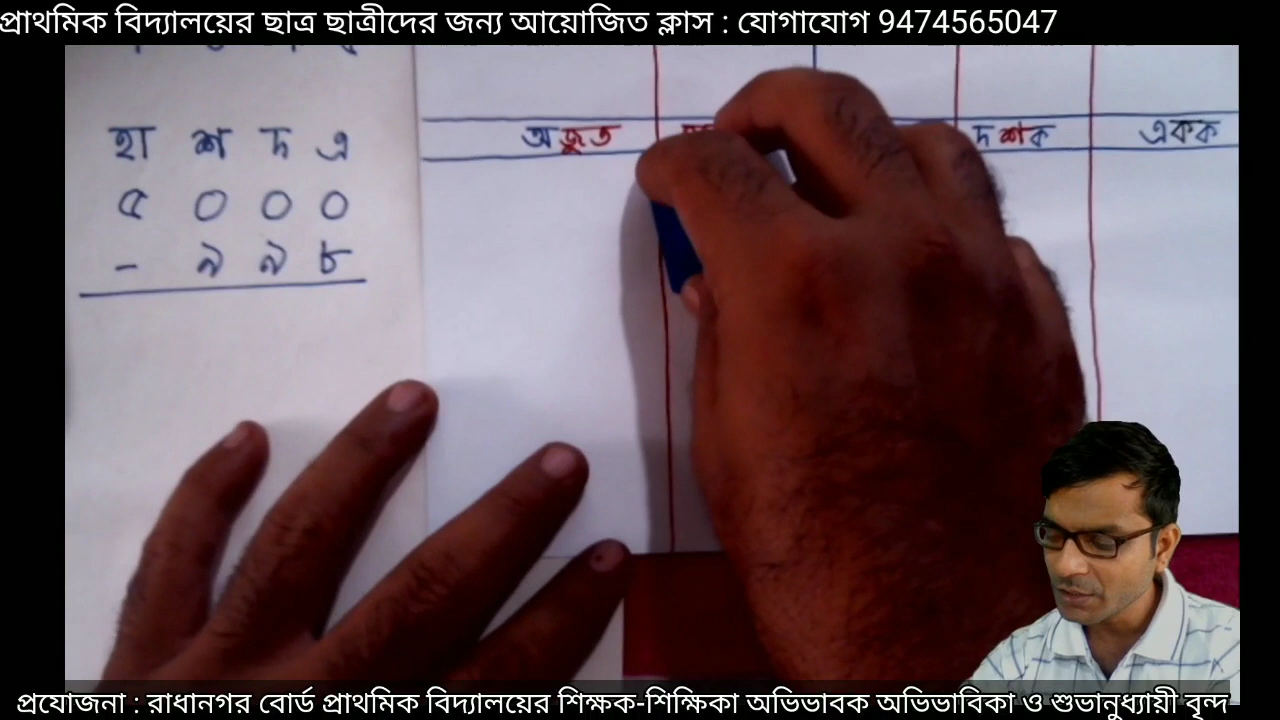 প্রাথমিক বিদ্যালয়ের ছাত্র ছাত্রীদের জন্য আয়োজিত ক্লাস : যোগাযোগ 9474565047
হা শ দ এ
৫ ০ ০ ০
- ৯ ৯ ৮
অজুত দশক একক
প্রযোজনা : রাধানগর বোর্ড প্রাথমিক বিদ্যালয়ের শিক্ষক-শিক্ষিকা অভিভাবক অভিভাবিকা ও শুভানুধ্যায়ী বৃন্দ